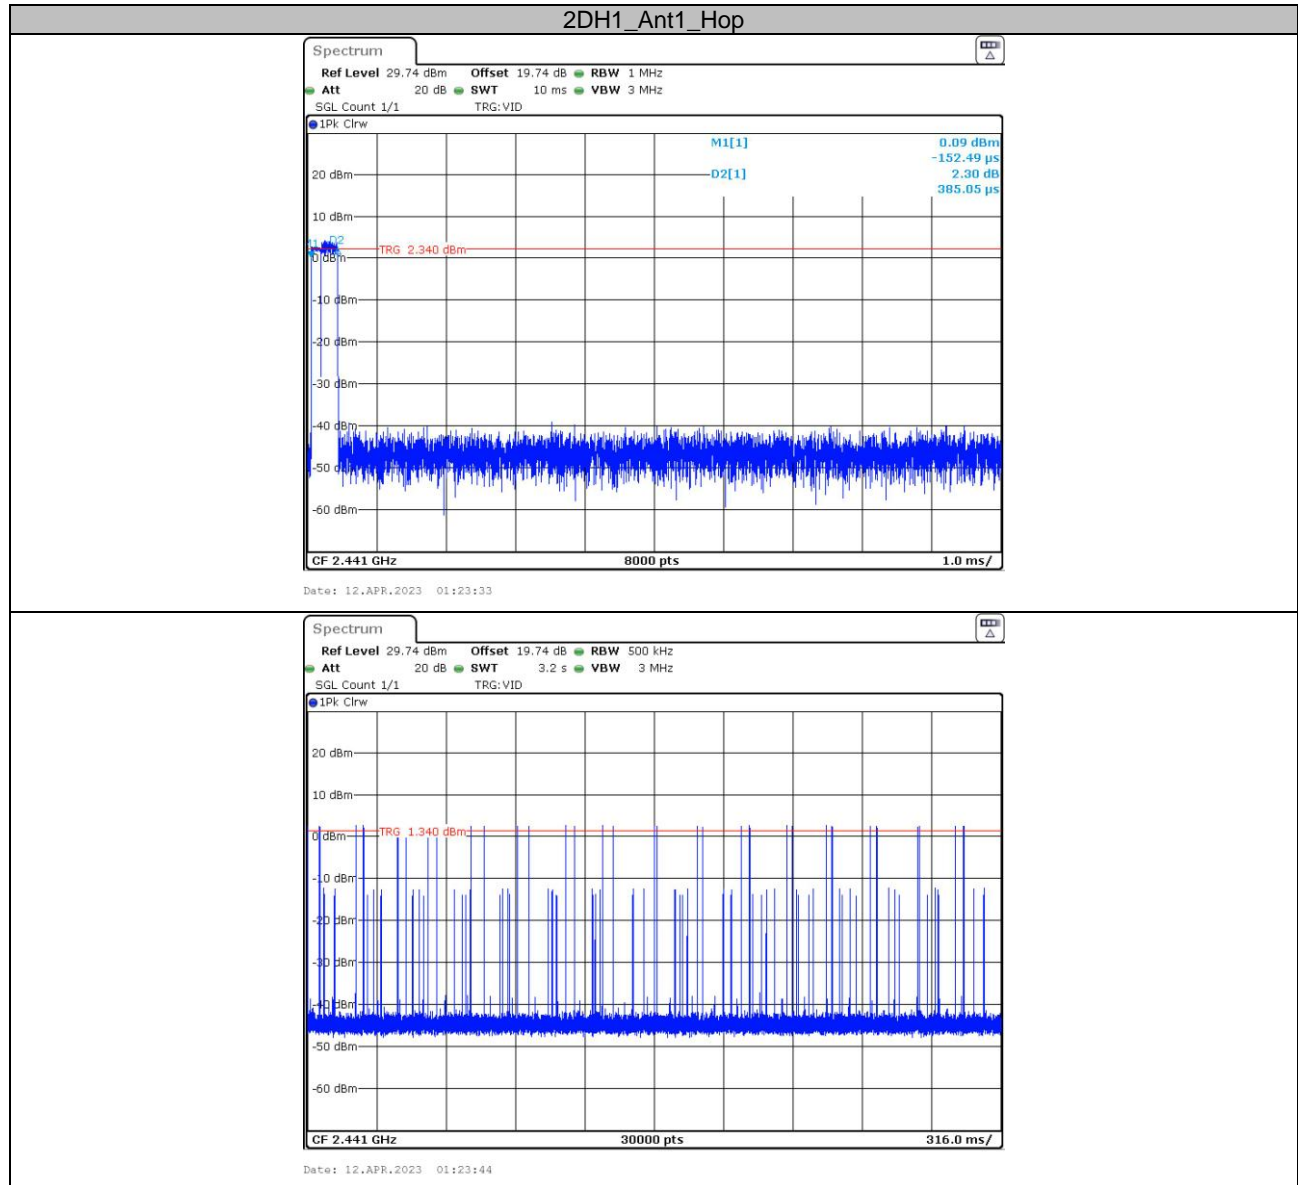 2DH1_Ant1_Hop
Spectrum
Ref Level 29.74 dBm Offset 19.74 dB RBW 1 MHz
Att 20 dB SWT 10 ms VBW 3 MHz
SGL Count 1/1 TRG:VID
1Pk Clrw
M1[1] 0.09 dBm
-152.49 µs
20 dBm D2[1] 2.30 dB
385.05 µs
10 dBm
D2
TRG 2.340 dBm
0 dBm
-10 dBm
-20 dBm
-30 dBm
-40 dBm
-50 dBm
-60 dBm
CF 2.441 GHz 8000 pts 1.0 ms/
Date: 12.APR.2023 01:23:33
Spectrum
Ref Level 29.74 dBm Offset 19.74 dB RBW 500 kHz
Att 20 dB SWT 3.2 s VBW 3 MHz
SGL Count 1/1 TRG:VID
1Pk Clrw
20 dBm
10 dBm
0 dBm TRG 1.340 dBm
-10 dBm
-20 dBm
-30 dBm
-40 dBm
-50 dBm
-60 dBm
CF 2.441 GHz 30000 pts 316.0 ms/
Date: 12.APR.2023 01:23:44